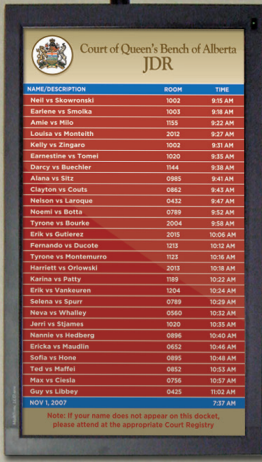 Court of Queen's Bench of Alberta
JDR
NAME/DESCRIPTION ROOM TIME
Neil vs Skowronski 1002 9:15 AM
Earlene vs Smolka 1003 9:18 AM
Amie vs Milo 1155 9:22 AM
Louisa vs Monteith 2012 9:27 AM
Kelly vs Zingaro 1002 9:31 AM
Earnestine vs Tomei 1020 9:35 AM
Darcy vs Buechler 1144 9:38 AM
Alana vs Sitz 0985 9:41 AM
Clayton vs Couts 0862 9:43 AM
Nelson vs Laroque 0432 9:47 AM
Noemi vs Botta 0789 9:52 AM
Tyrone vs Bourke 2004 9:58 AM
Erik vs Gutierez 2015 10:06 AM
Fernando vs Ducote 1213 10:12 AM
Tyrone vs Montemurro 1123 10:16 AM
Harriett vs Orlowski 2013 10:18 AM
Karina vs Patty 1189 10:22 AM
Erik vs Vankeuren 1204 10:24 AM
Selena vs Spurr 0789 10:29 AM
Neva vs Whalley 0560 10:32 AM
Jerri vs Stjames 1020 10:35 AM
Nannie vs Hedberg 0896 10:40 AM
Ericka vs Maudlin 0652 10:46 AM
Sofia vs Hone 0895 10:48 AM
Ted vs Maffei 0852 10:53 AM
Max vs Ciesla 0756 10:57 AM
Guy vs Libbey 0425 11:02 AM
NOV 1, 2007 7:37 AM
Note: If your name does not appear on this docket,
please attend at the appropriate Court Registry